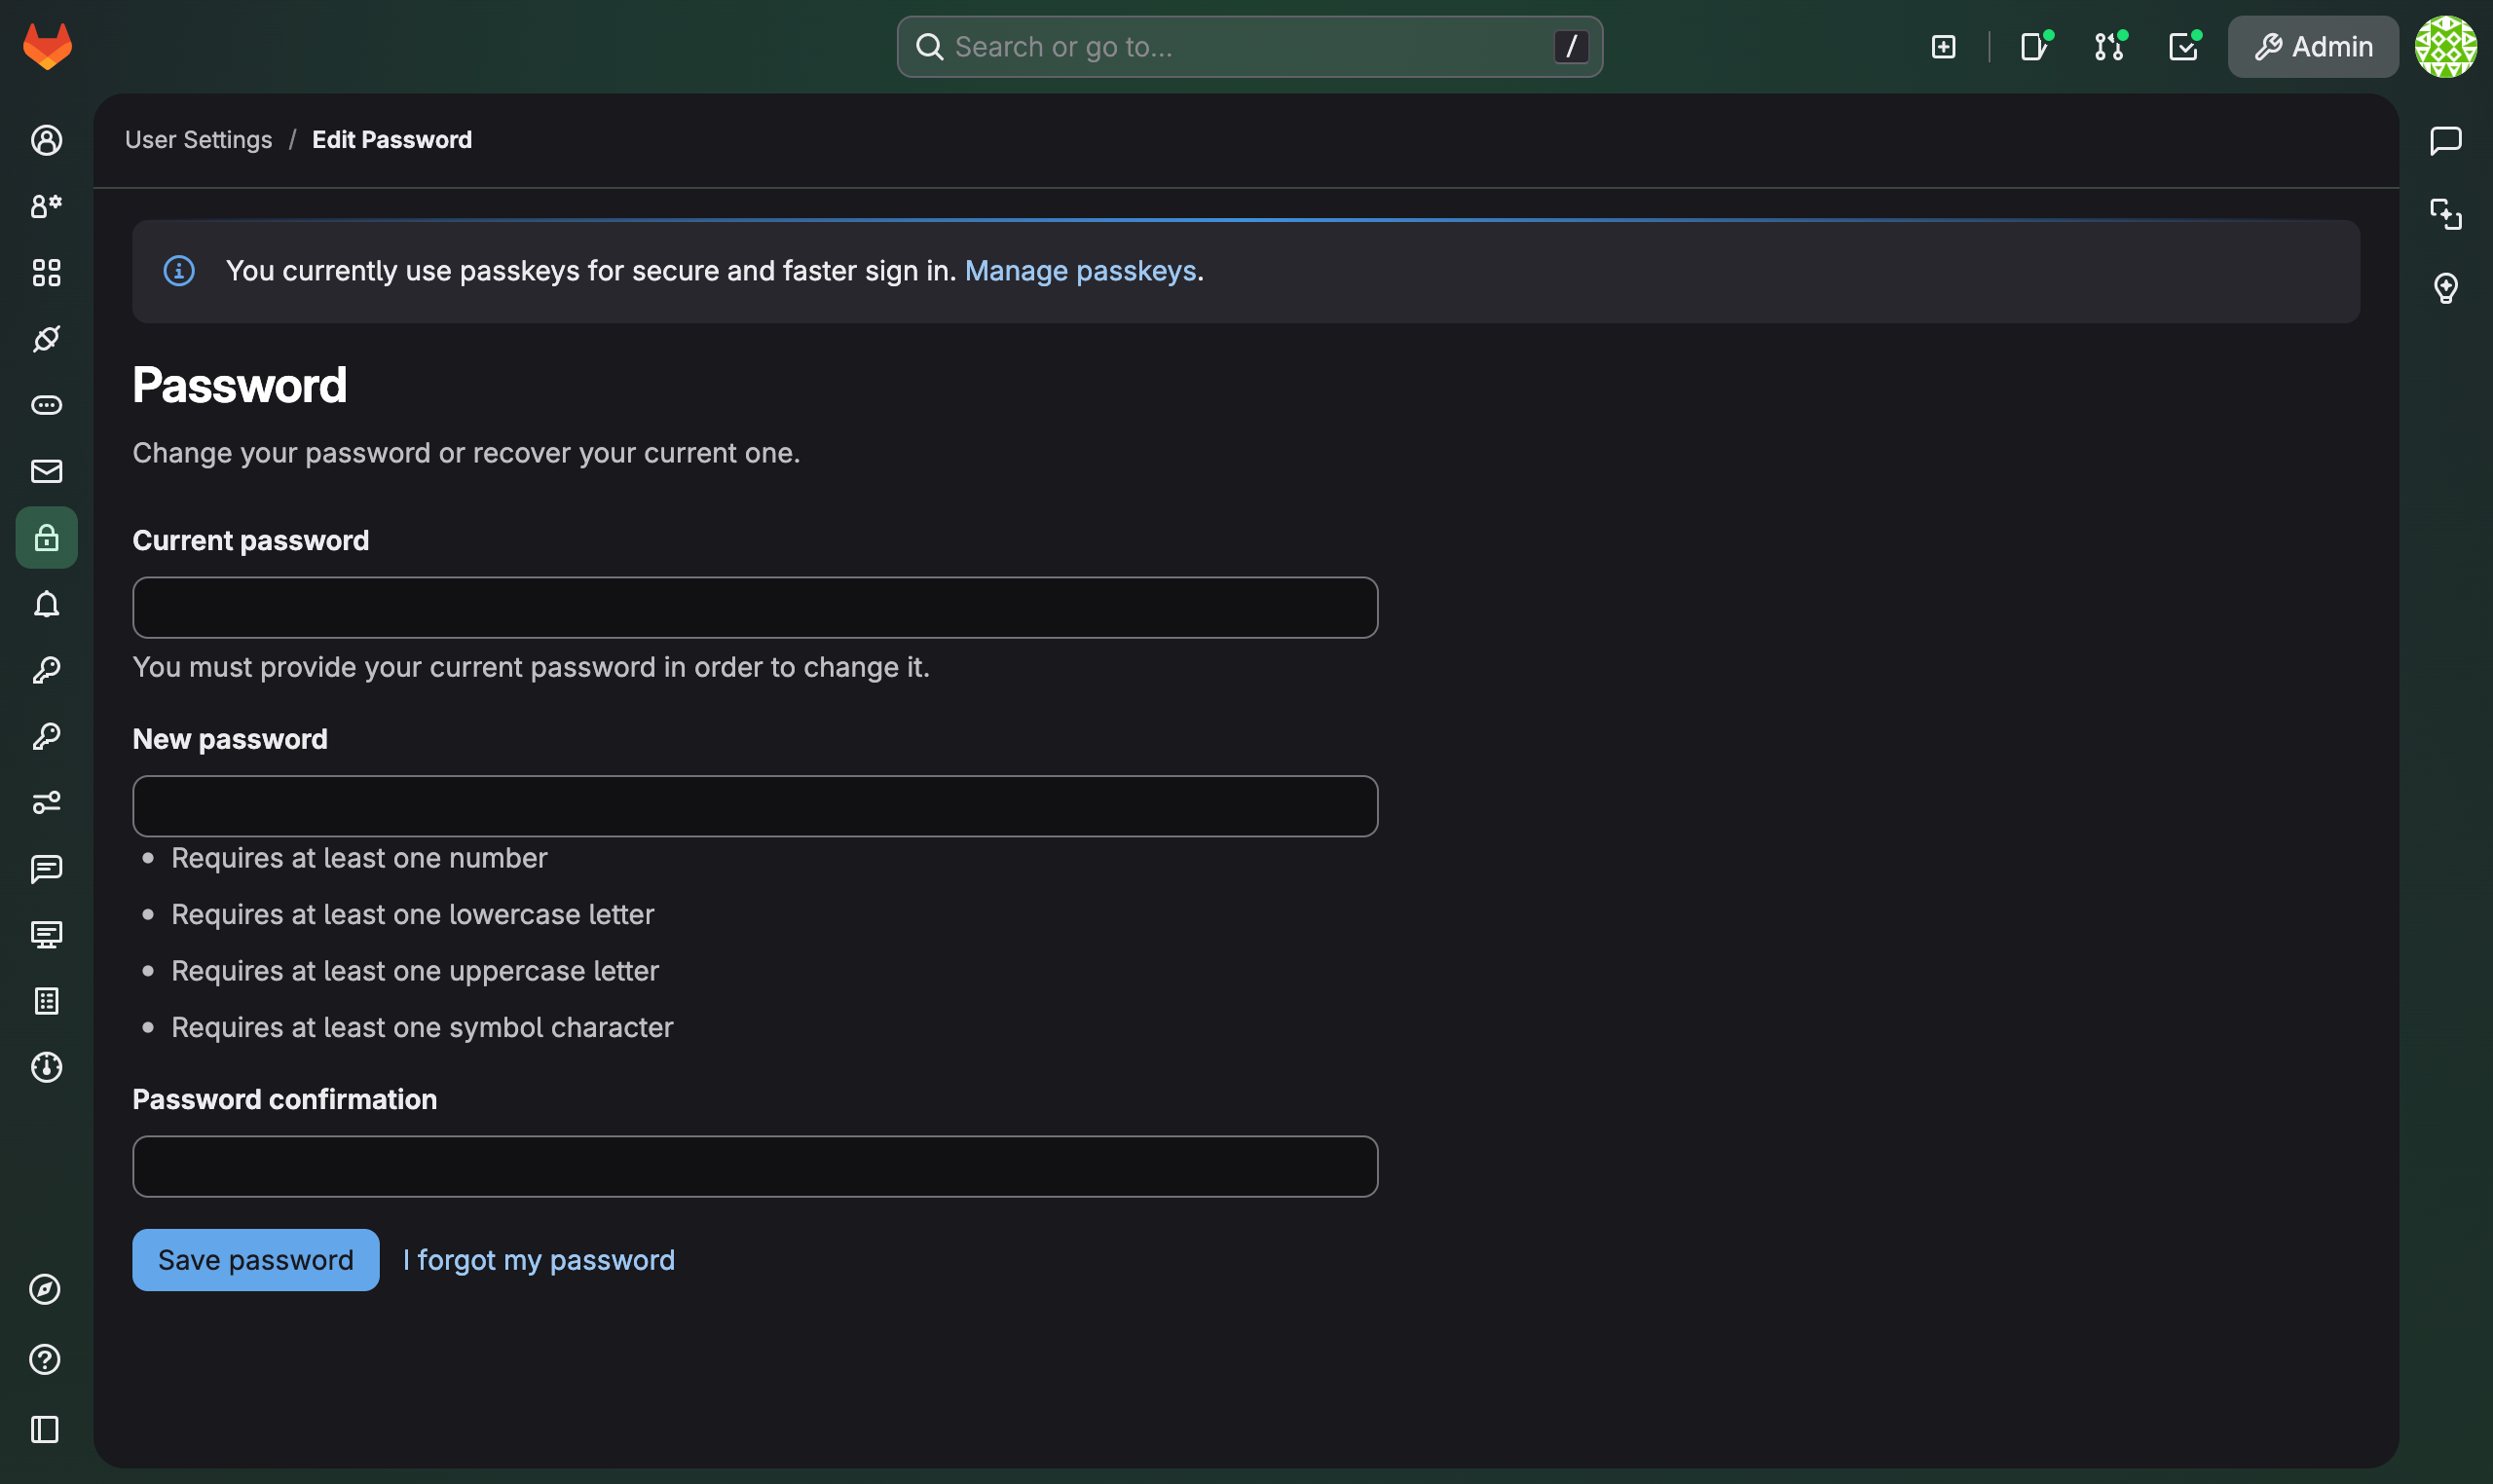 Search or go to... /
Admin
User Settings / Edit Password
You currently use passkeys for secure and faster sign in. Manage passkeys.
Password
Change your password or recover your current one.
Current password
You must provide your current password in order to change it.
New password
Requires at least one number
Requires at least one lowercase letter
Requires at least one uppercase letter
Requires at least one symbol character
Password confirmation
Save password I forgot my password